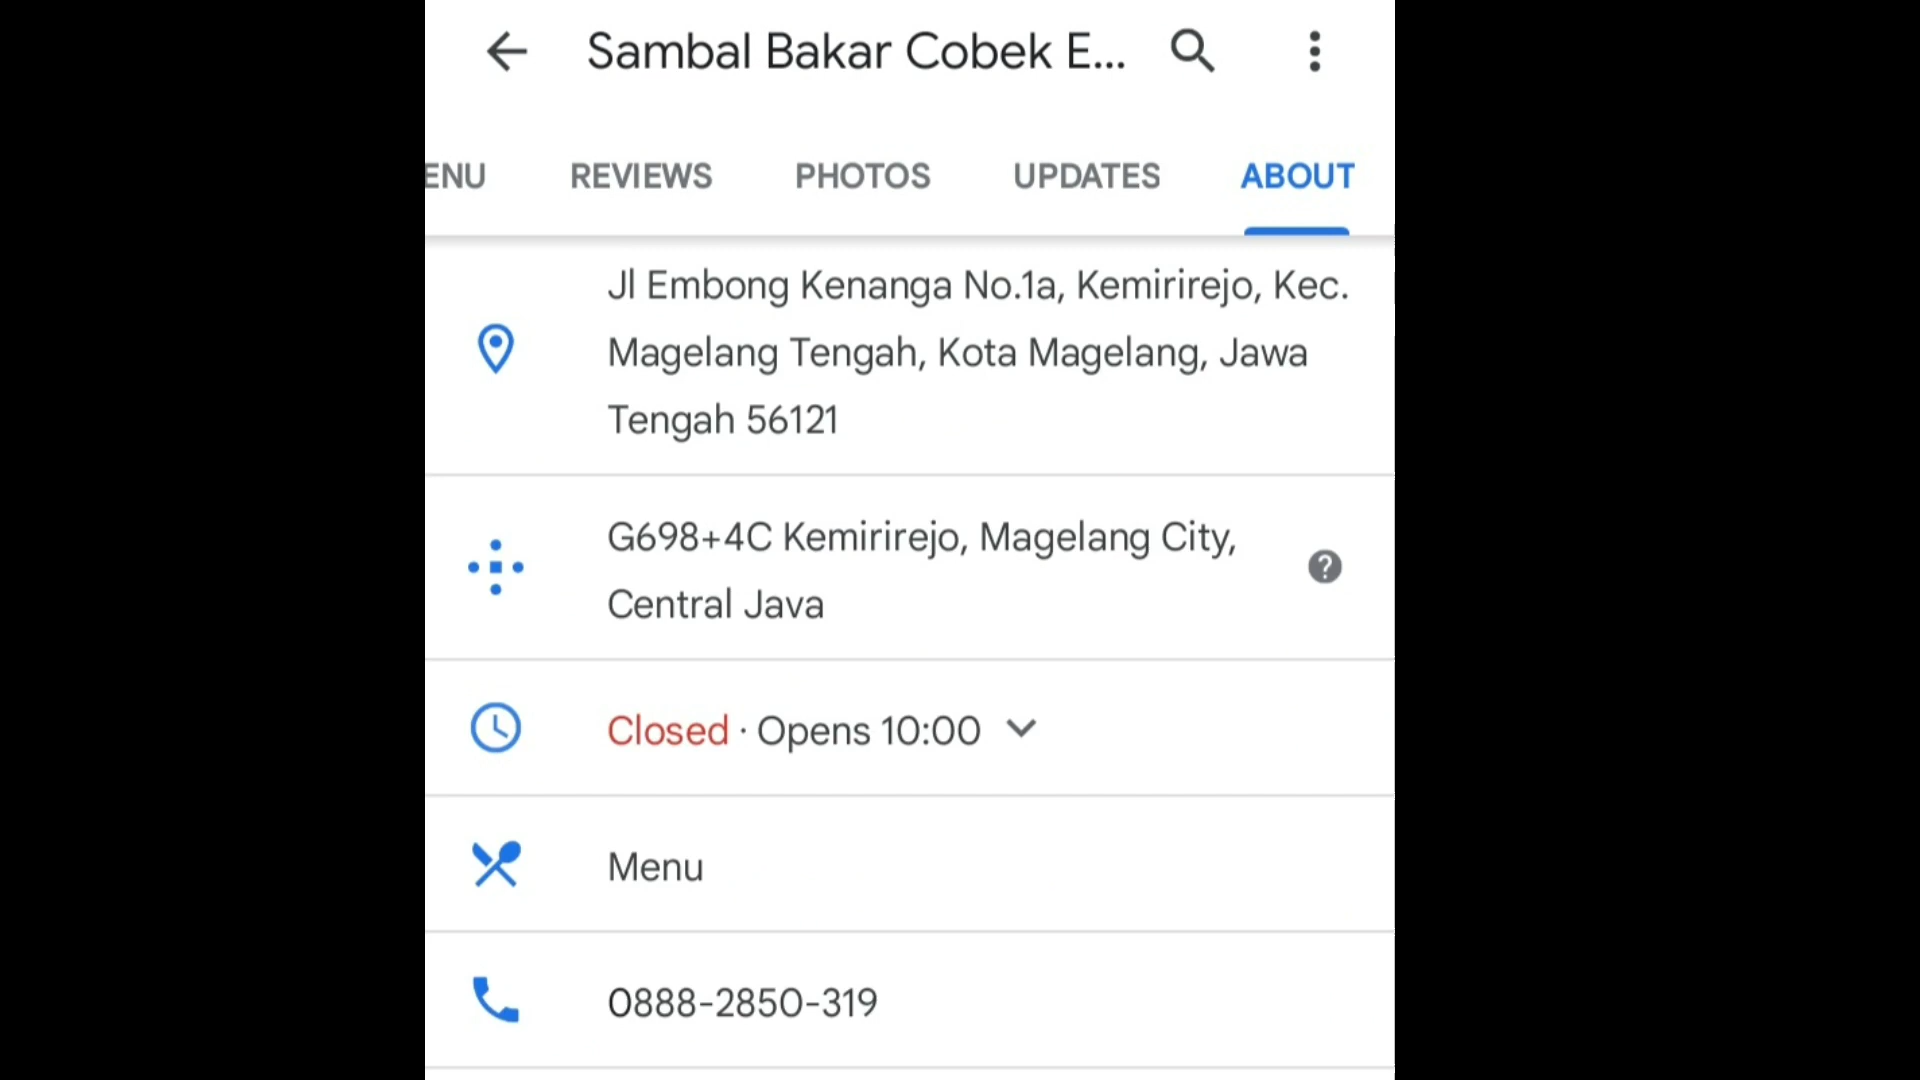 Sambal Bakar Cobek E...
ENU REVIEWS PHOTOS UPDATES ABOUT
Jl Embong Kenanga No.1a, Kemirirejo, Kec.
Magelang Tengah, Kota Magelang, Jawa
Tengah 56121
G698+4C Kemirirejo, Magelang City,
Central Java
?
Closed · Opens 10:00
Menu
0888-2850-319